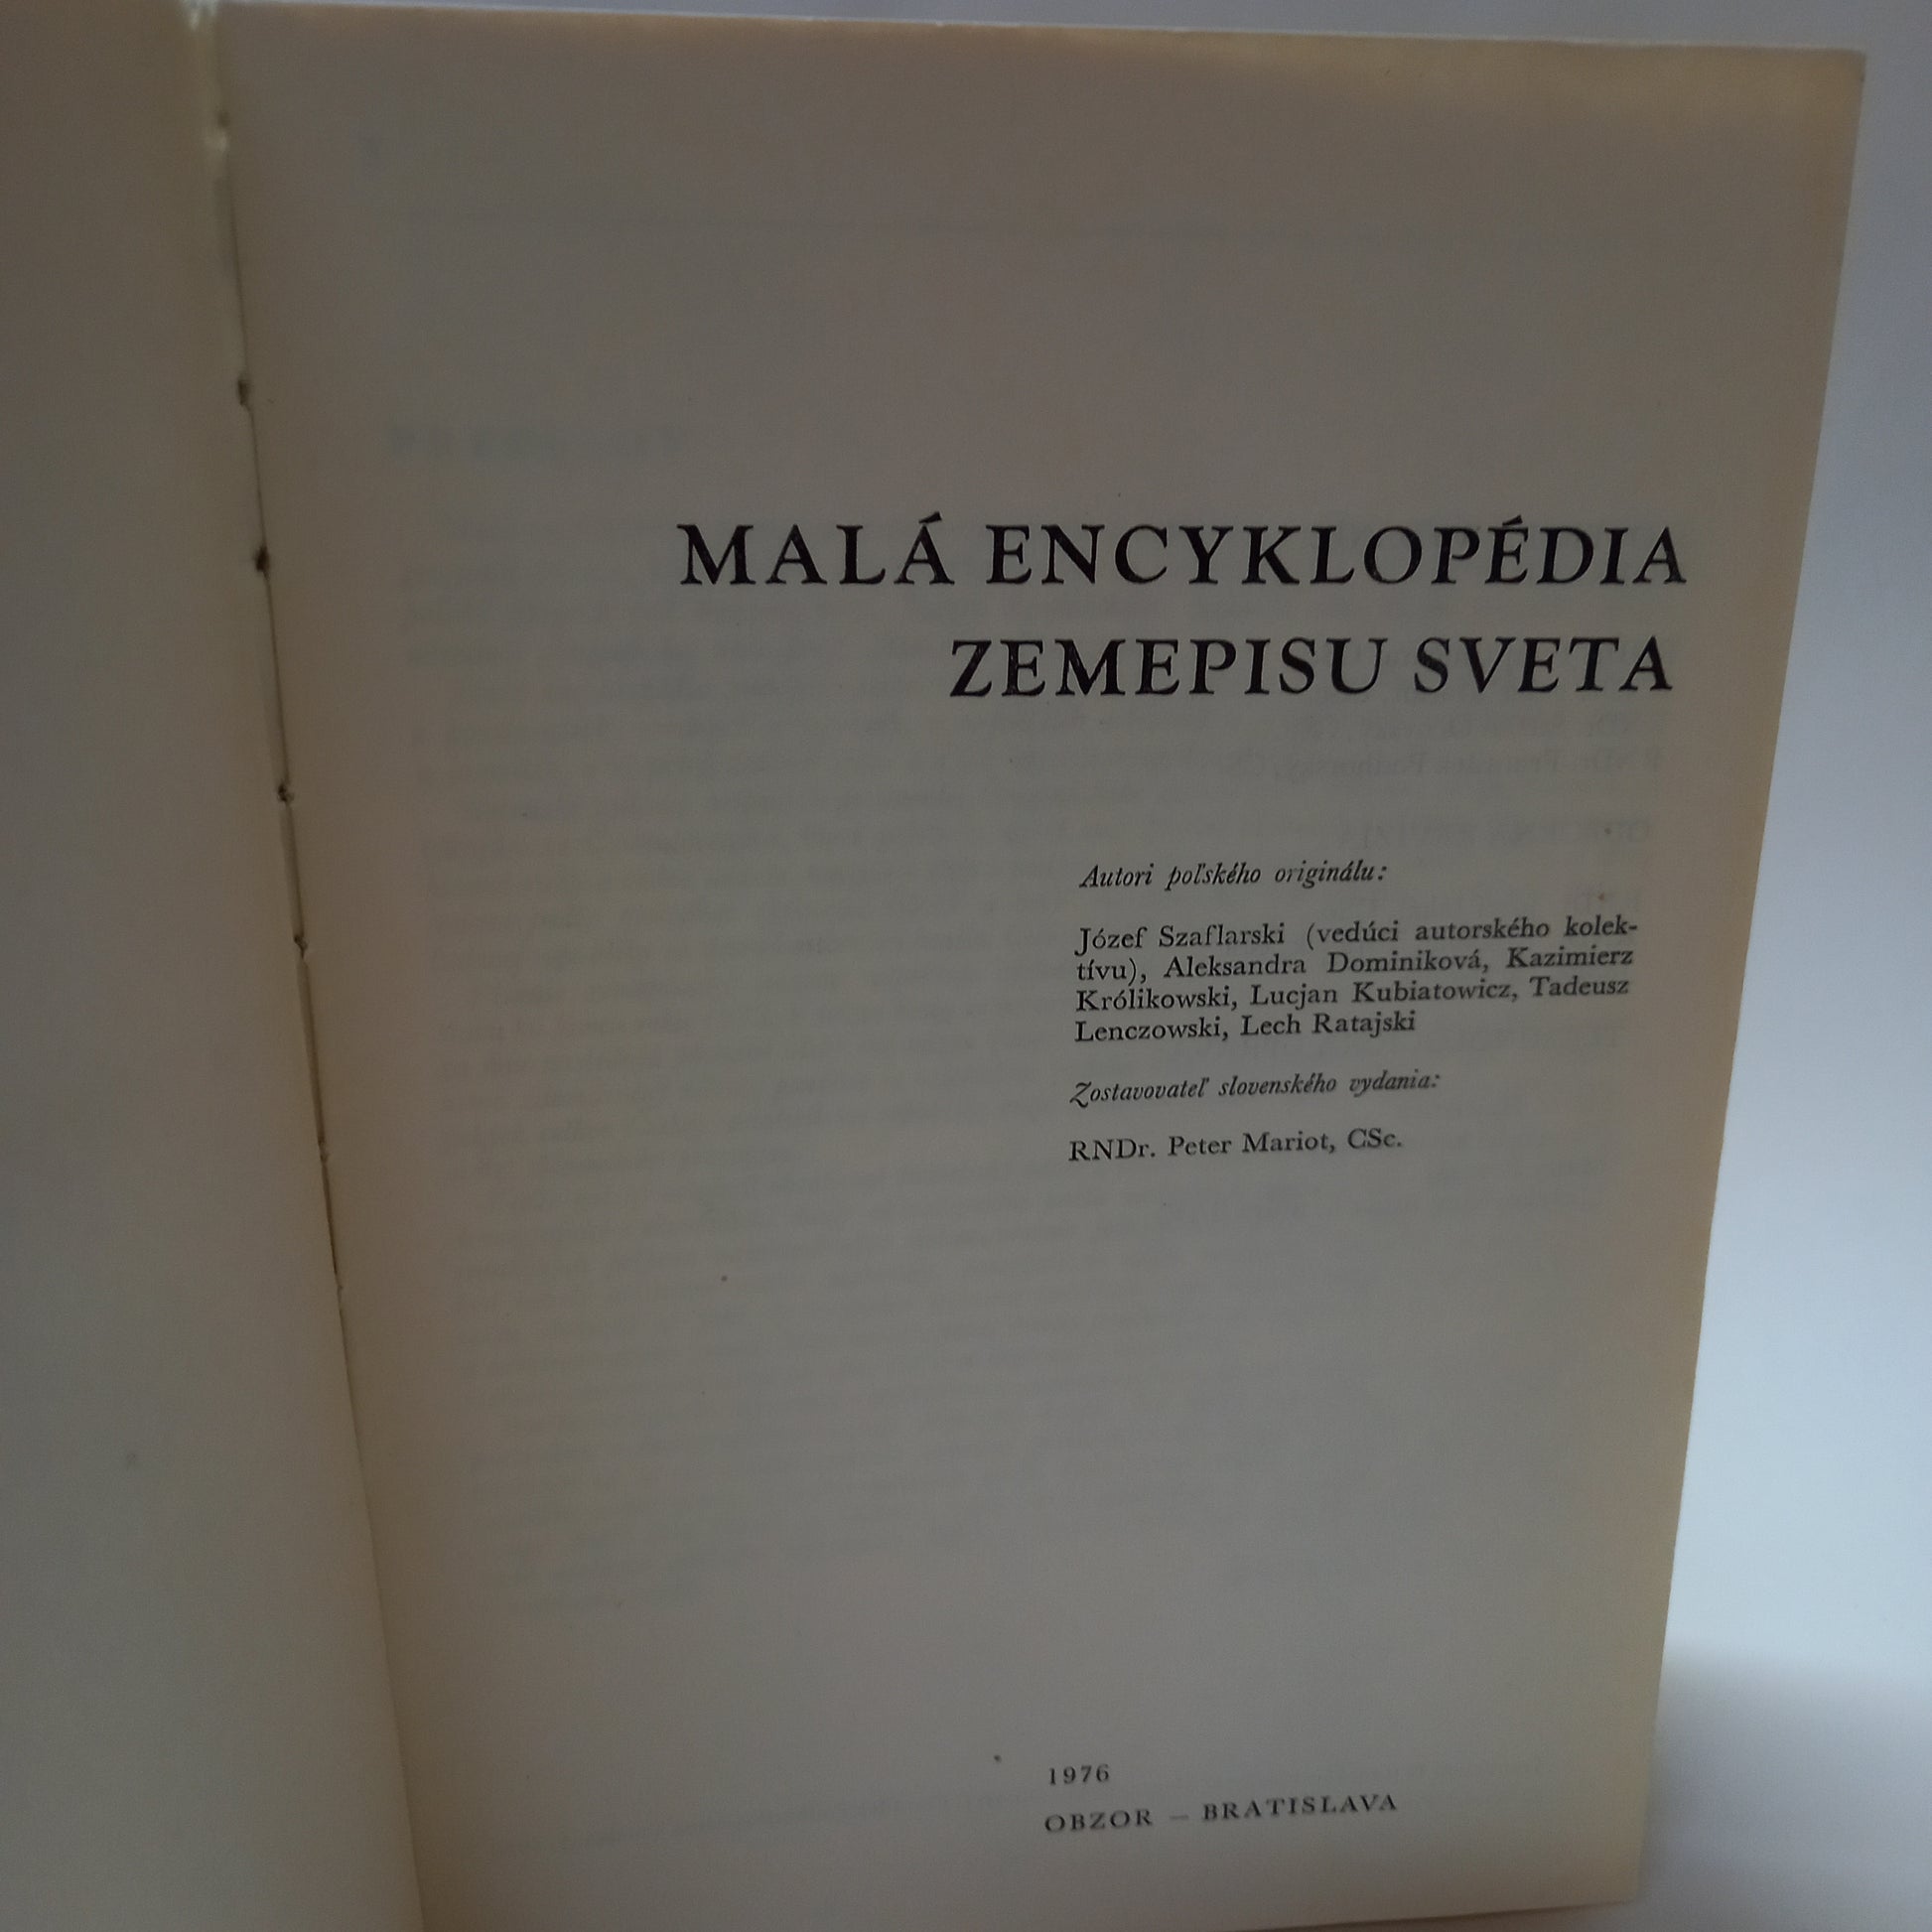 MALÁ ENCYKLOPÉDIA
ZEMEPISU SVETA
Autori poľského originálu:
Józef Szaflarski (vedúci autorského kolek-
tívu), Aleksandra Dominiková, Kazimierz
Królikowski, Lucjan Kubiatowicz, Tadeusz
Lenczowski, Lech Ratajski
Zostavovateľ slovenského vydania:
RNDr. Peter Mariot, CSc.
1976
OBZOR – BRATISLAVA